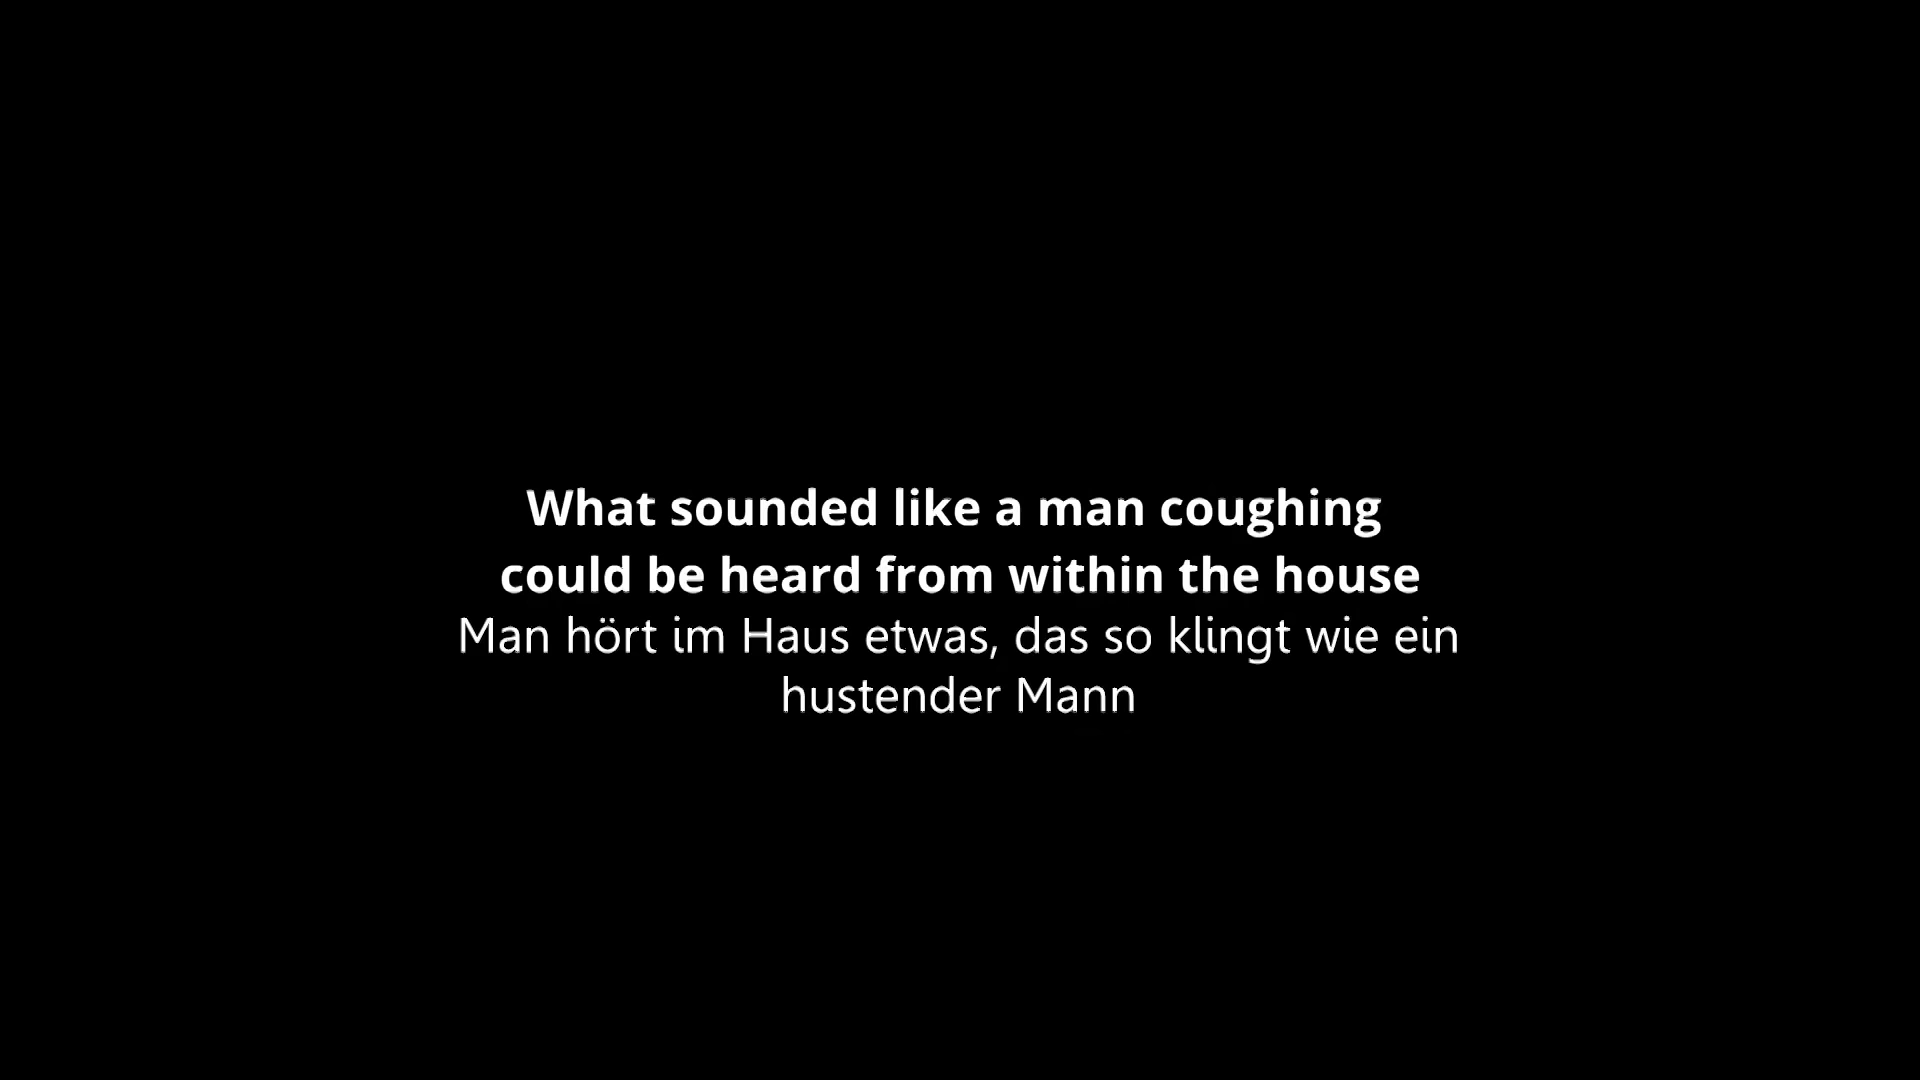 What sounded like a man coughing
could be heard from within the house
Man hört im Haus etwas, das so klingt wie ein
hustender Mann